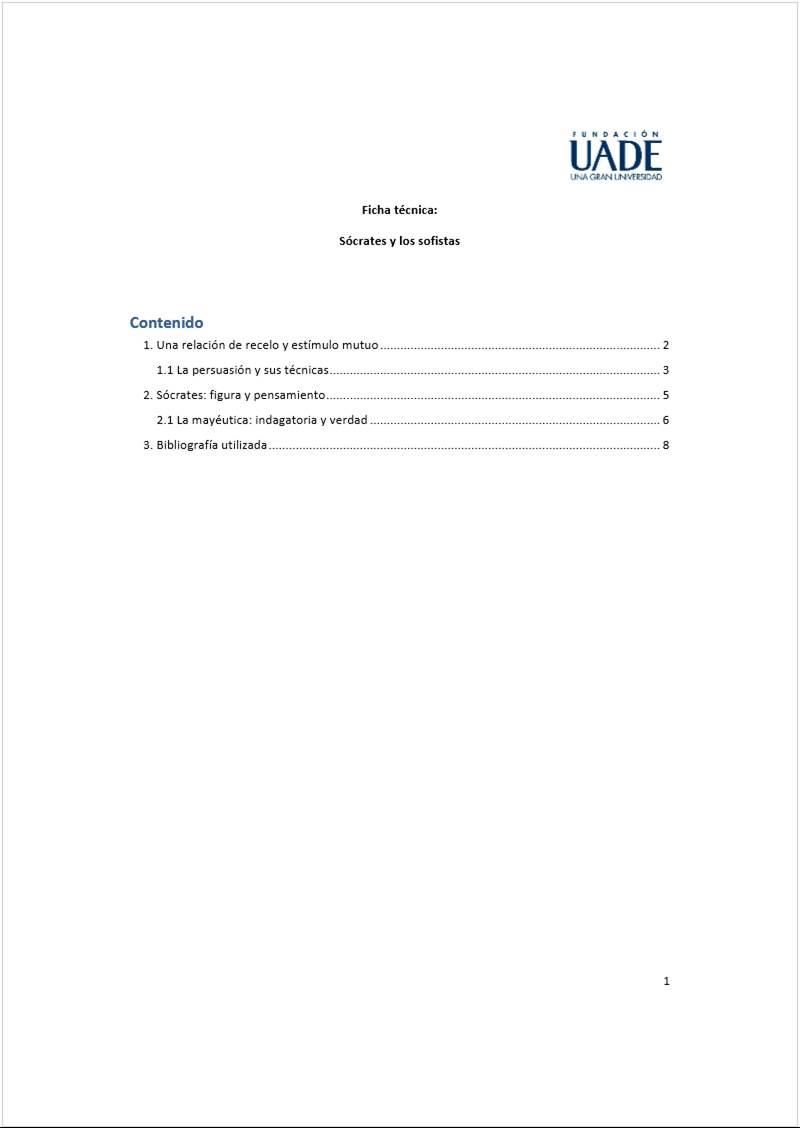 FUNDACIÓN
UADE
UNA GRAN UNIVERSIDAD
Ficha técnica:
Sócrates y los sofistas
Contenido
1. Una relación de recelo y estímulo mutuo ........ 2
1.1 La persuasión y sus técnicas ........ 3
2. Sócrates: figura y pensamiento ........ 5
2.1 La mayéutica: indagatoria y verdad ........ 6
3. Bibliografía utilizada ........ 8
1